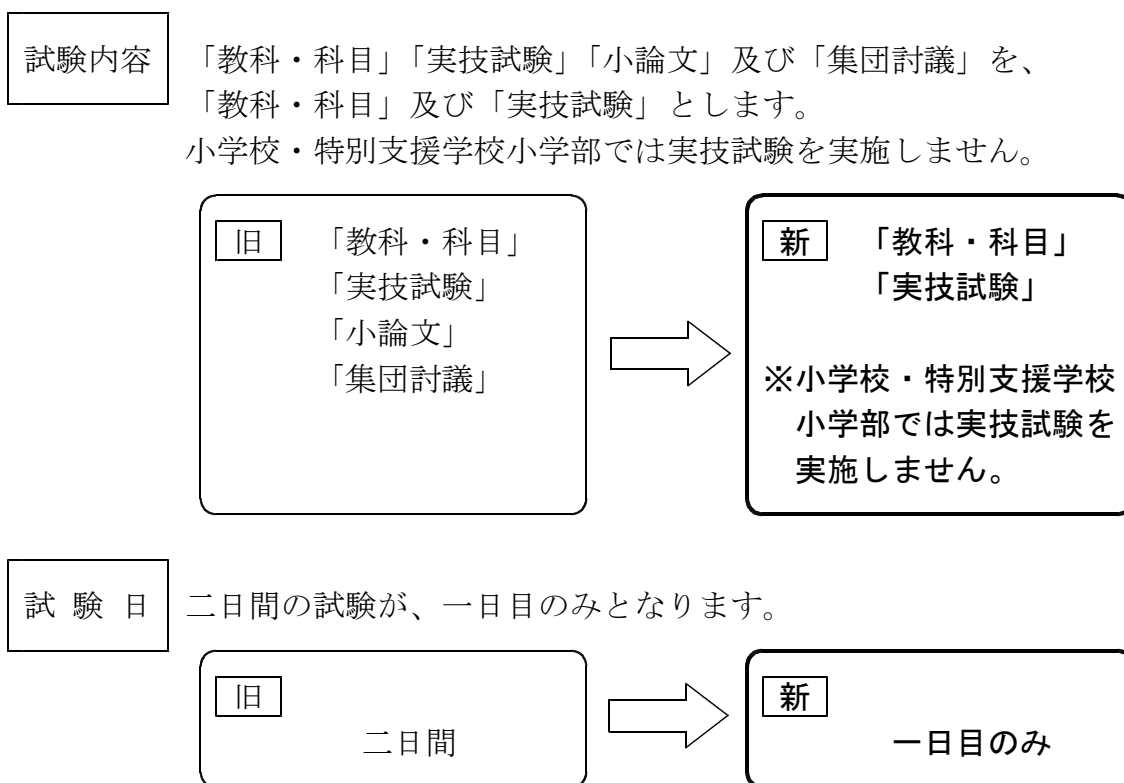 試験内容
「教科・科目」「実技試験」「小論文」及び「集団討議」を、
「教科・科目」及び「実技試験」とします。
小学校・特別支援学校小学部では実技試験を実施しません。
旧 「教科・科目」
「実技試験」
「小論文」
「集団討議」
新 「教科・科目」
「実技試験」
※小学校・特別支援学校
小学部では実技試験を
実施しません。
試 験 日
二日間の試験が、一日目のみとなります。
旧
二日間
新
一日目のみ